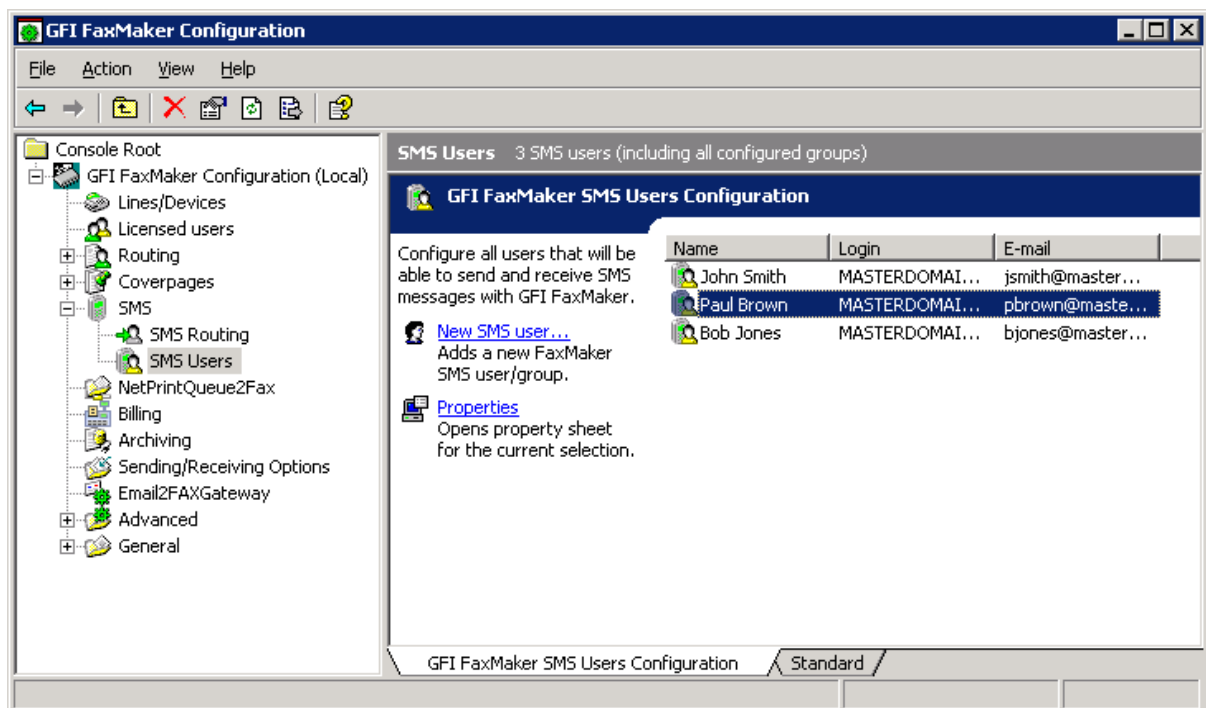 GFI FaxMaker Configuration
File Action View Help
Console Root
GFI FaxMaker Configuration (Local)
Lines/Devices
Licensed users
Routing
Coverpages
SMS
SMS Routing
SMS Users
NetPrintQueue2Fax
Billing
Archiving
Sending/Receiving Options
Email2FAXGateway
Advanced
General
SMS Users 3 SMS users (including all configured groups)
GFI FaxMaker SMS Users Configuration
Configure all users that will be
able to send and receive SMS
messages with GFI FaxMaker.
New SMS user...
Adds a new FaxMaker
SMS user/group.
Properties
Opens property sheet
for the current selection.
Name Login E-mail
John Smith MASTERDOMAI... jsmith@master...
Paul Brown MASTERDOMAI... pbrown@maste...
Bob Jones MASTERDOMAI... bjones@master...
GFI FaxMaker SMS Users Configuration Standard